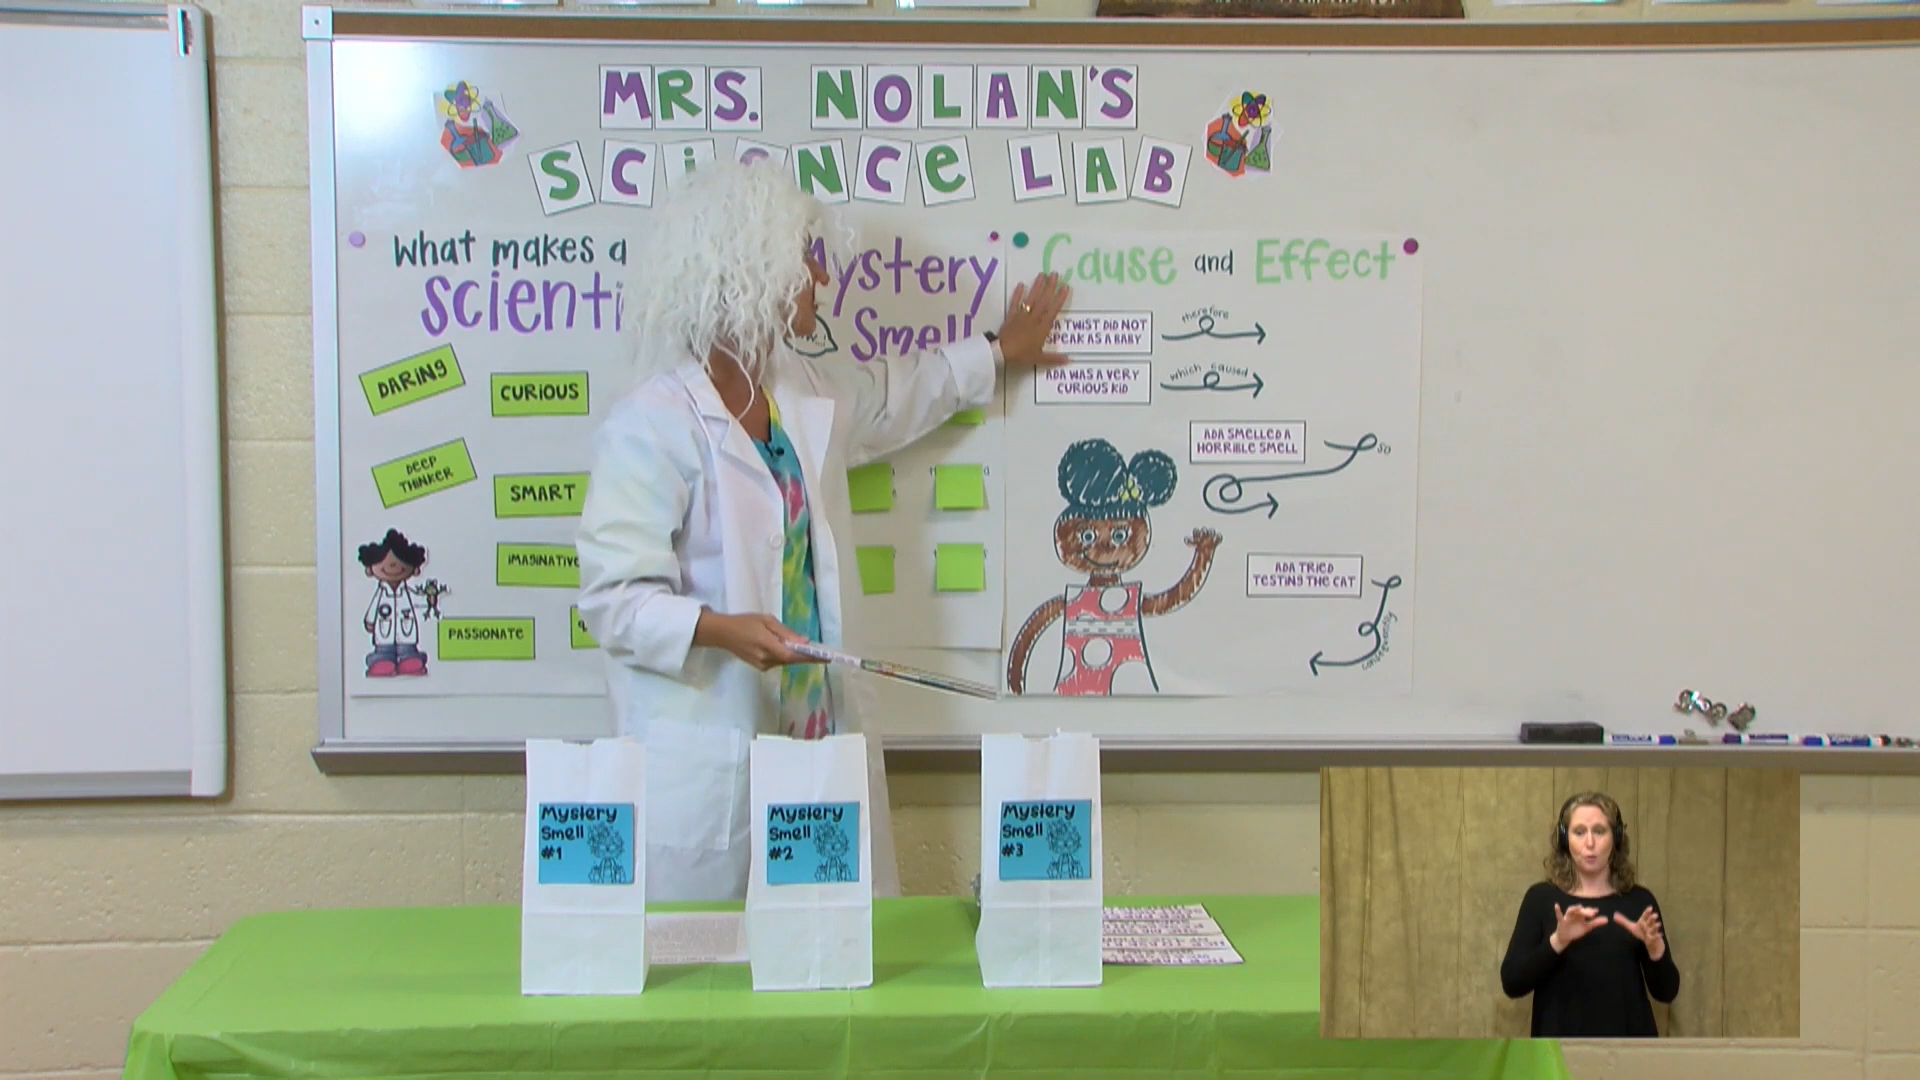 MRS. NOLAN'S
SCIENCE LAB
What makes a
Scienti
DARING
CURIOUS
DEEP
THINKER
SMART
IMAGINATIVE
PASSIONATE
Mystery
Smell
Cause and Effect
ADA TWIST DID NOT
SPEAK AS A BABY
therefore
ADA WAS A VERY
CURIOUS KID
which caused
ADA SMELLED A
HORRIBLE SMELL
so
ADA TRIED
TESTING THE CAT
consequently
Mystery
Smell
#1
Mystery
Smell
#2
Mystery
Smell
#3